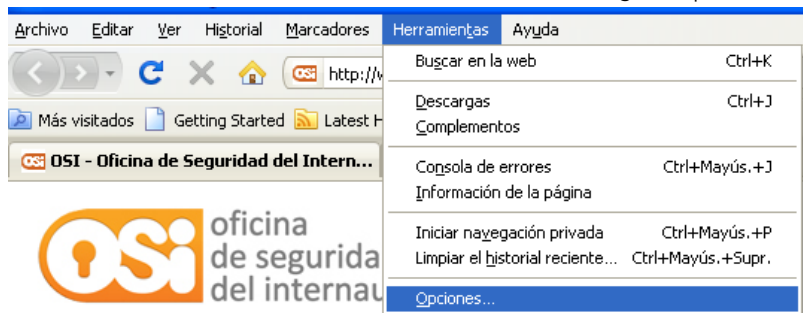 Archivo Editar Ver Historial Marcadores Herramientas Ayuda
Buscar en la web Ctrl+K
OSi http://
Descargas Ctrl+J
Más visitados Getting Started Latest
Complementos
OSI - Oficina de Seguridad del Intern...
Consola de errores Ctrl+Mayús.+J
Información de la página
OSi oficina
de segurida
del internau
Iniciar navegación privada Ctrl+Mayús.+P
Limpiar el historial reciente... Ctrl+Mayús.+Supr.
Opciones...